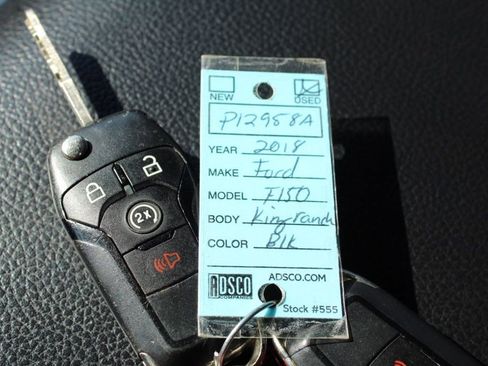 NEW USED
P12958A
YEAR 2018
MAKE Ford
MODEL F150
BODY King ranch
COLOR Blk
ADSCO COMPANIES ADSCO.COM
Stock #555
2X